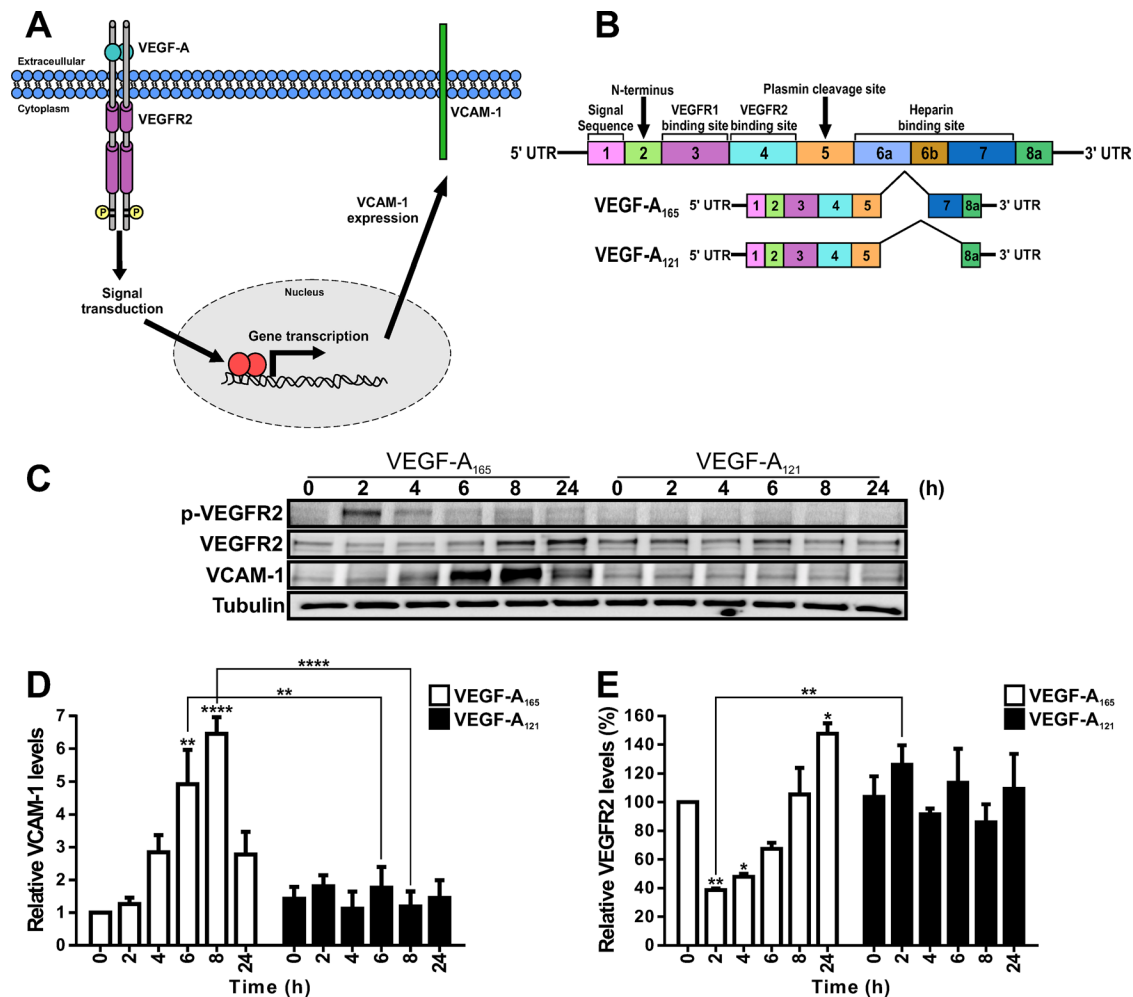 A
VEGF-A
Extraceullular
Cytoplasm
VEGFR2
VCAM-1
P
P
VCAM-1
expression
Signal
transduction
Nucleus
Gene transcription
B
N-terminus
Plasmin cleavage site
Signal
Sequence
VEGFR1
binding site
VEGFR2
binding site
Heparin
binding site
5' UTR 1 2 3 4 5 6a 6b 7 8a 3' UTR
VEGF-A165 5' UTR 1 2 3 4 5 7 8a 3' UTR
VEGF-A121 5' UTR 1 2 3 4 5 8a 3' UTR
C
VEGF-A165 VEGF-A121
0 2 4 6 8 24 0 2 4 6 8 24 (h)
p-VEGFR2
VEGFR2
VCAM-1
Tubulin
D
VEGF-A165
VEGF-A121
****
**
****
**
Relative VCAM-1 levels
7
6
5
4
3
2
1
0
0 2 4 6 8 24 0 2 4 6 8 24
Time (h)
E
VEGF-A165
VEGF-A121
**
*
**
*
Relative VEGFR2 levels (%)
160
140
120
100
80
60
40
20
0
0 2 4 6 8 24 0 2 4 6 8 24
Time (h)